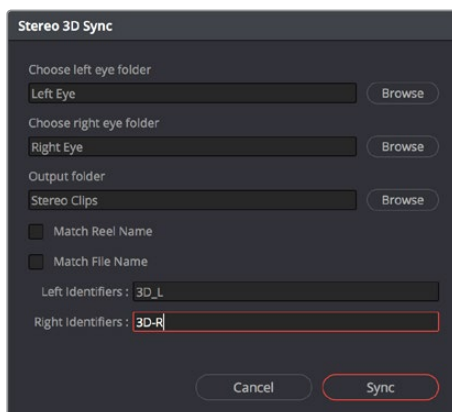 Stereo 3D Sync
Choose left eye folder
Left Eye Browse
Choose right eye folder
Right Eye Browse
Output folder
Stereo Clips Browse
Match Reel Name
Match File Name
Left Identifiers : 3D_L
Right Identifiers : 3D-R
Cancel Sync